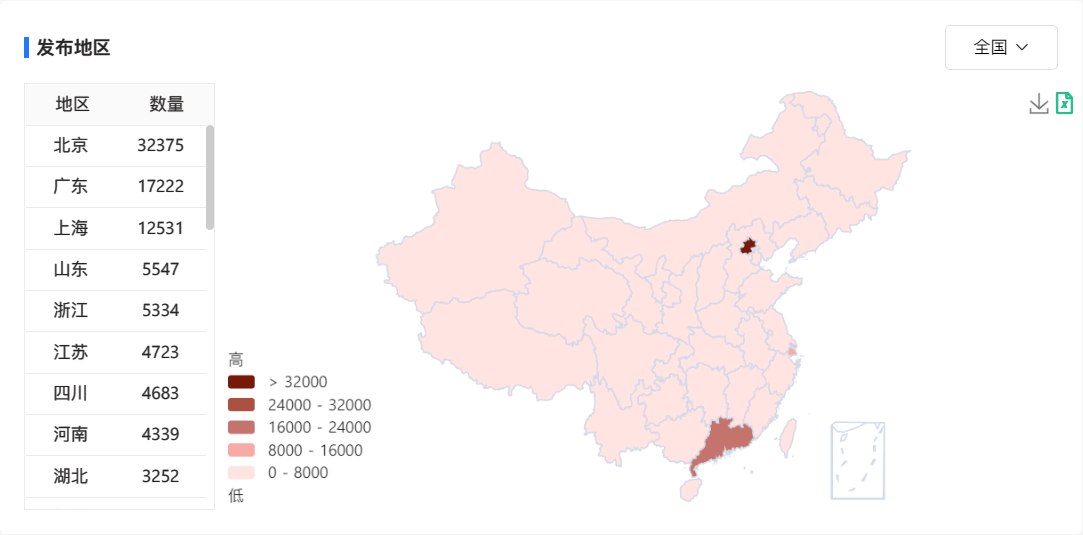 发布地区
全国
地区 数量
北京 32375
广东 17222
上海 12531
山东 5547
浙江 5334
江苏 4723
四川 4683
河南 4339
湖北 3252
高
> 32000
24000 - 32000
16000 - 24000
8000 - 16000
0 - 8000
低